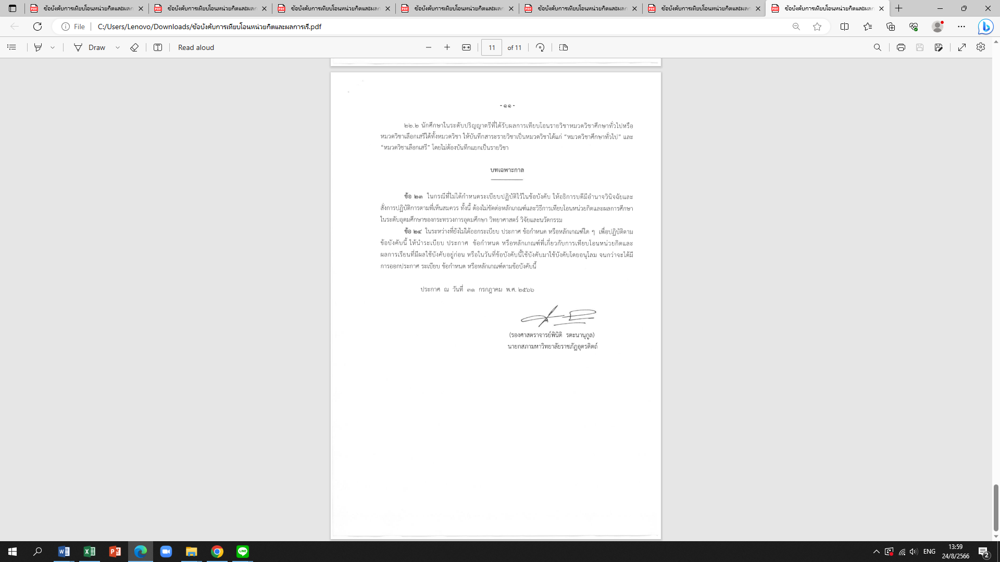 ข้อบังคับการเทียบโอนหน่วยกิตและผลก
ข้อบังคับการเทียบโอนหน่วยกิตและผลก
ข้อบังคับการเทียบโอนหน่วยกิตและผลก
ข้อบังคับการเทียบโอนหน่วยกิตและผลก
ข้อบังคับการเทียบโอนหน่วยกิตและผลก
ข้อบังคับการเทียบโอนหน่วยกิตและผลก
ข้อบังคับการเทียบโอนหน่วยกิตและผลก
File C:/Users/Lenovo/Downloads/ข้อบังคับการเทียบโอนหน่วยกิตและผลการเรี.pdf
Draw Read aloud 11 of 11
- ๑๑ -
๒๒.๒ นักศึกษาในระดับปริญญาตรีที่ได้รับผลการเทียบโอนรายวิชาหมวดวิชาศึกษาทั่วไปหรือ
หมวดวิชาเลือกเสรีได้ทั้งหมวดวิชา ให้บันทึกสาระรายวิชาเป็นหมวดวิชาได้แก่ “หมวดวิชาศึกษาทั่วไป” และ
“หมวดวิชาเลือกเสรี” โดยไม่ต้องบันทึกแยกเป็นรายวิชา
บทเฉพาะกาล
ข้อ ๒๓ ในกรณีที่ไม่ได้กำหนดระเบียบปฏิบัติไว้ในข้อบังคับ ให้อธิการบดีมีอำนาจวินิจฉัยและ
สั่งการปฏิบัติการตามที่เห็นสมควร ทั้งนี้ ต้องไม่ขัดต่อหลักเกณฑ์และวิธีการเทียบโอนหน่วยกิตและผลการศึกษา
ในระดับอุดมศึกษาของกระทรวงการอุดมศึกษา วิทยาศาสตร์ วิจัยและนวัตกรรม
ข้อ ๒๔ ในระหว่างที่ยังไม่ได้ออกระเบียบ ประกาศ ข้อกำหนด หรือหลักเกณฑ์ใด ๆ เพื่อปฏิบัติตาม
ข้อบังคับนี้ ให้นำระเบียบ ประกาศ ข้อกำหนด หรือหลักเกณฑ์ที่เกี่ยวกับการเทียบโอนหน่วยกิตและ
ผลการเรียนที่มีผลใช้บังคับอยู่ก่อน หรือในวันที่ข้อบังคับนี้ใช้บังคับมาใช้บังคับโดยอนุโลม จนกว่าจะได้มี
การออกประกาศ ระเบียบ ข้อกำหนด หรือหลักเกณฑ์ตามข้อบังคับนี้
ประกาศ ณ วันที่ ๓๑ กรกฎาคม พ.ศ. ๒๕๖๖
(รองศาสตราจารย์พินิติ รตะนานุกูล)
นายกสภามหาวิทยาลัยราชภัฏอุตรดิตถ์
ENG
13:59
24/8/2566
2